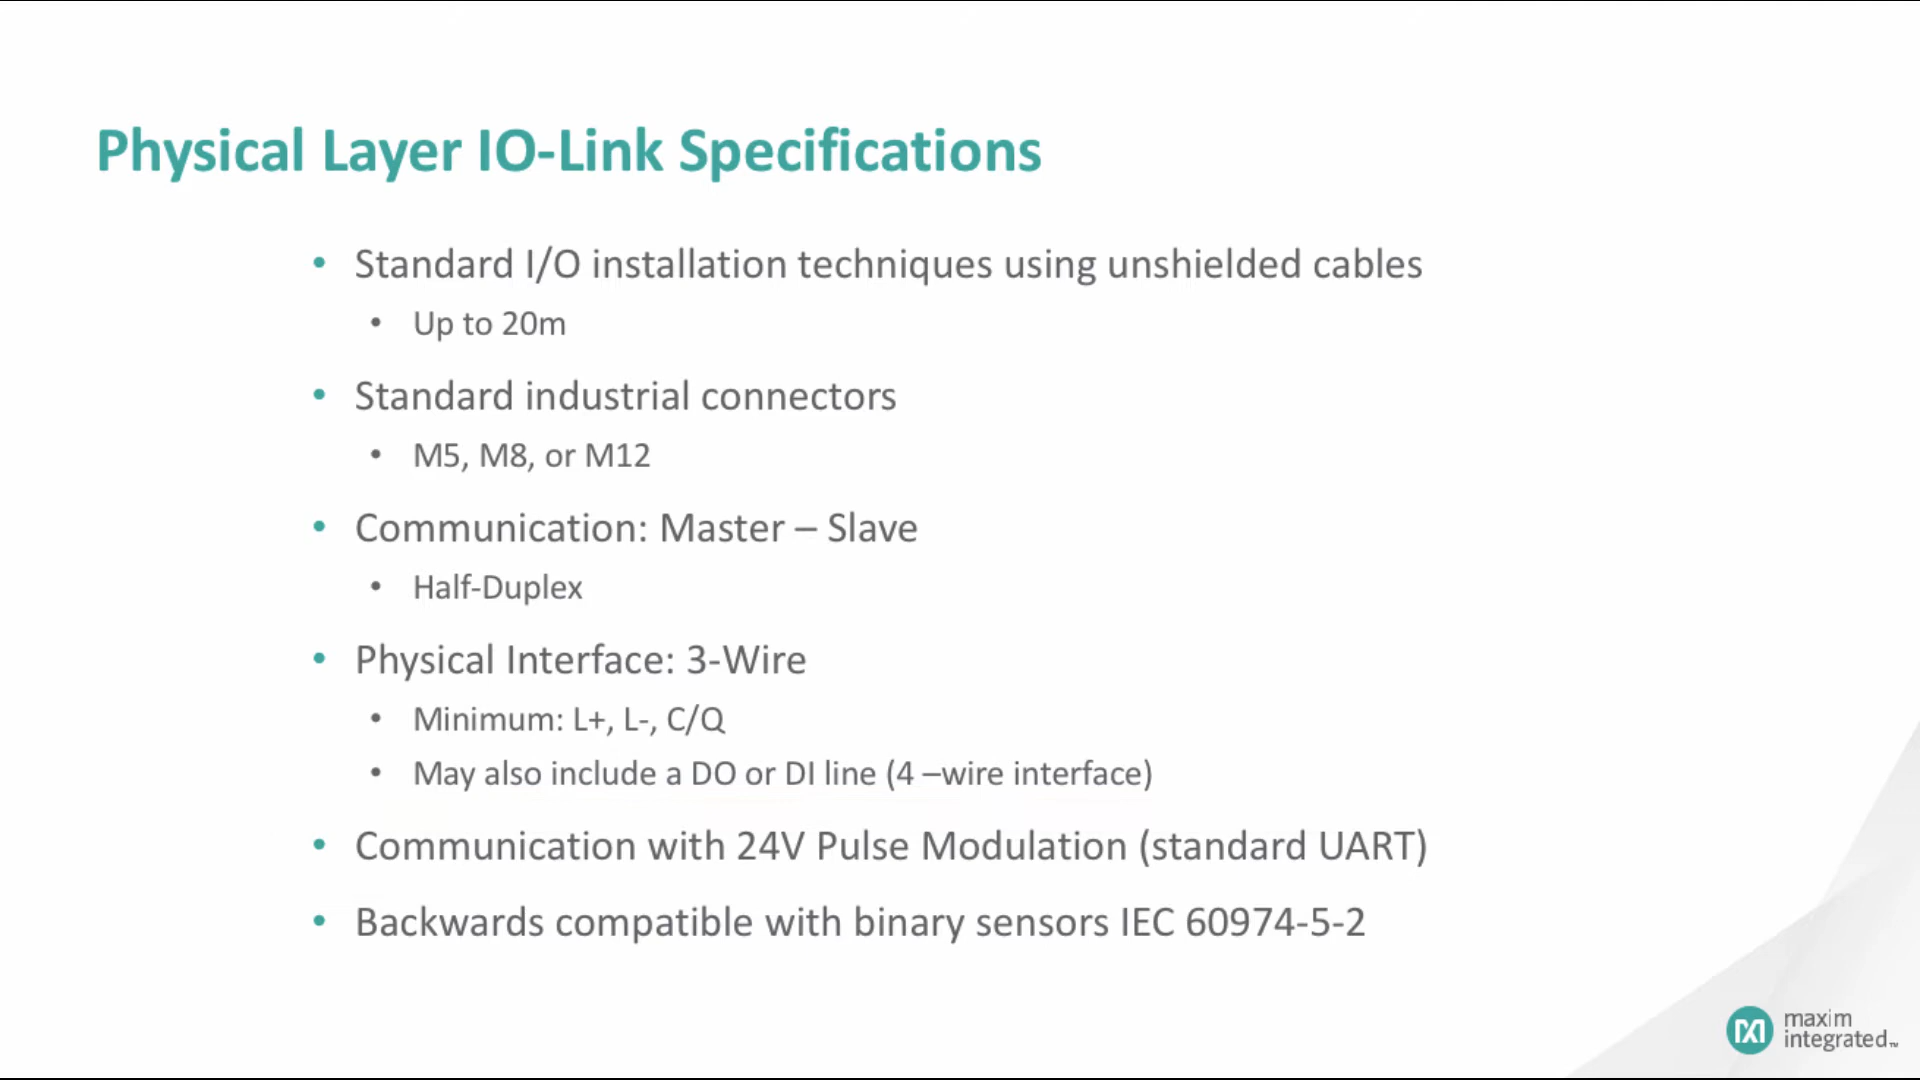 Physical Layer IO-Link Specifications
• Standard I/O installation techniques using unshielded cables
• Up to 20m
• Standard industrial connectors
• M5, M8, or M12
• Communication: Master – Slave
• Half-Duplex
• Physical Interface: 3-Wire
• Minimum: L+, L-, C/Q
• May also include a DO or DI line (4 –wire interface)
• Communication with 24V Pulse Modulation (standard UART)
• Backwards compatible with binary sensors IEC 60974-5-2
maxim
integrated™